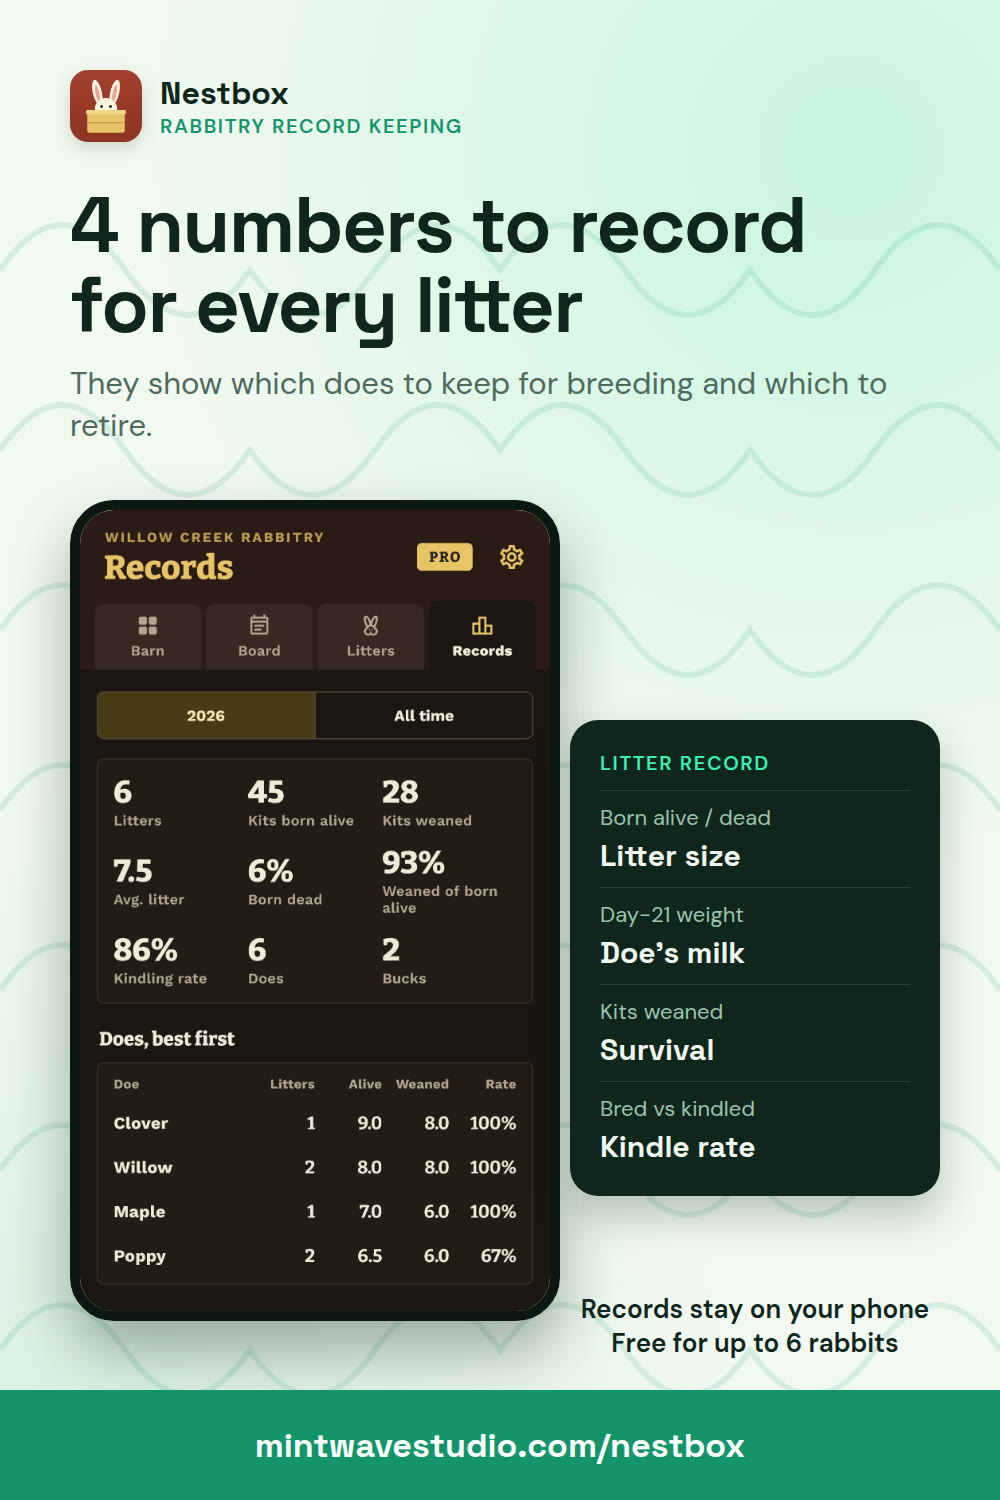 Nestbox
RABBITRY RECORD KEEPING
4 numbers to record
for every litter
They show which does to keep for breeding and which to
retire.
WILLOW CREEK RABBITRY
Records
PRO
Barn
Board
Litters
Records
2026
All time
6
Litters
45
Kits born alive
28
Kits weaned
7.5
Avg. litter
6%
Born dead
93%
Weaned of born
alive
86%
Kindling rate
6
Does
2
Bucks
Does, best first
Doe Litters Alive Weaned Rate
Clover 1 9.0 8.0 100%
Willow 2 8.0 8.0 100%
Maple 1 7.0 6.0 100%
Poppy 2 6.5 6.0 67%
LITTER RECORD
Born alive / dead
Litter size
Day-21 weight
Doe's milk
Kits weaned
Survival
Bred vs kindled
Kindle rate
Records stay on your phone
Free for up to 6 rabbits
mintwavestudio.com/nestbox